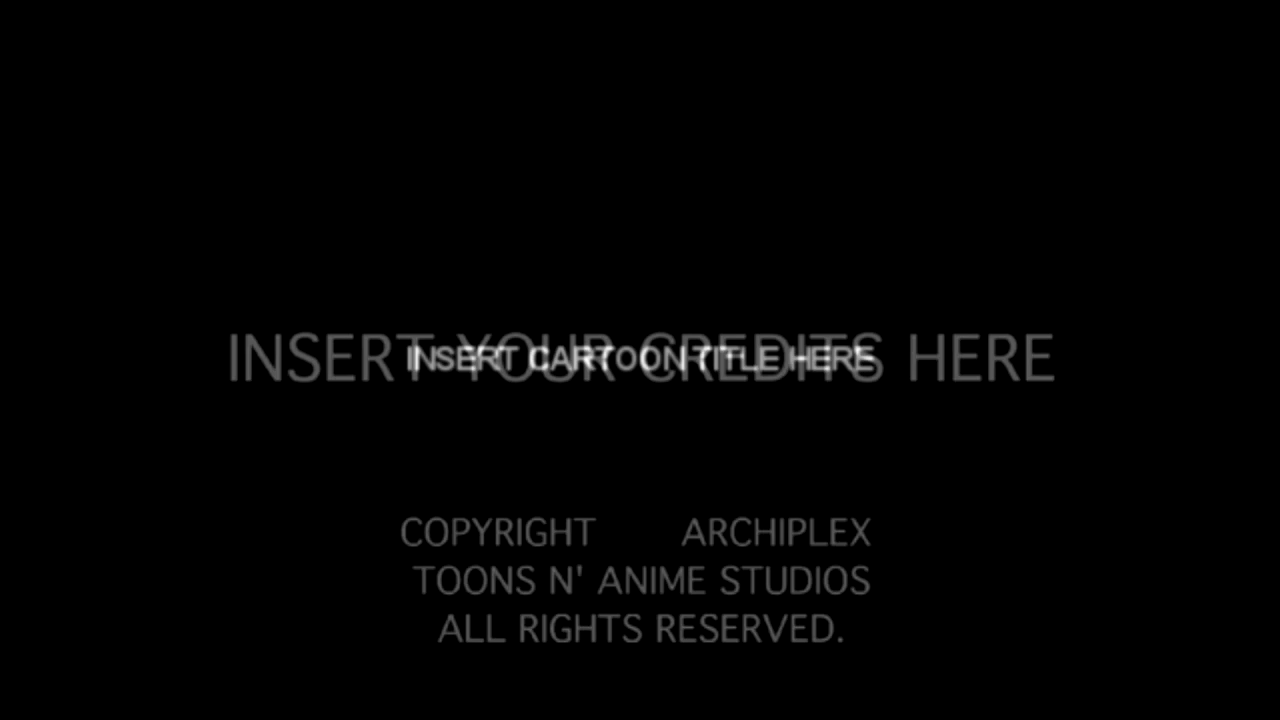 INSERT YOUR CREDITS HERE
INSERT CARTOON TITLE HERE
COPYRIGHT ARCHIPLEX
TOONS N' ANIME STUDIOS
ALL RIGHTS RESERVED.